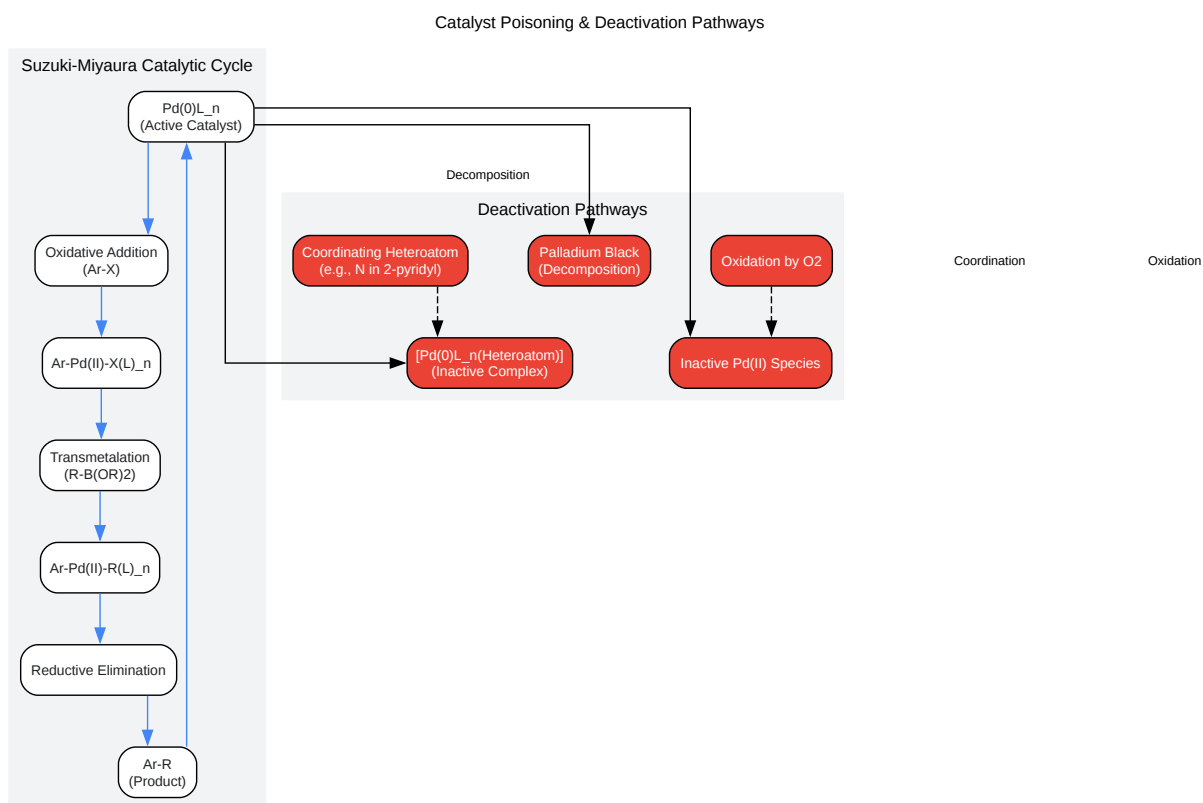 Catalyst Poisoning & Deactivation Pathways
Suzuki-Miyaura Catalytic Cycle
Pd(0)L_n
(Active Catalyst)
Decomposition
Deactivation Pathways
Oxidative Addition
(Ar-X)
Coordinating Heteroatom
(e.g., N in 2-pyridyl)
Palladium Black
(Decomposition)
Oxidation by O2
Coordination
Oxidation
Ar-Pd(II)-X(L)_n
[Pd(0)L_n(Heteroatom)]
(Inactive Complex)
Inactive Pd(II) Species
Transmetalation
(R-B(OR)2)
Ar-Pd(II)-R(L)_n
Reductive Elimination
Ar-R
(Product)